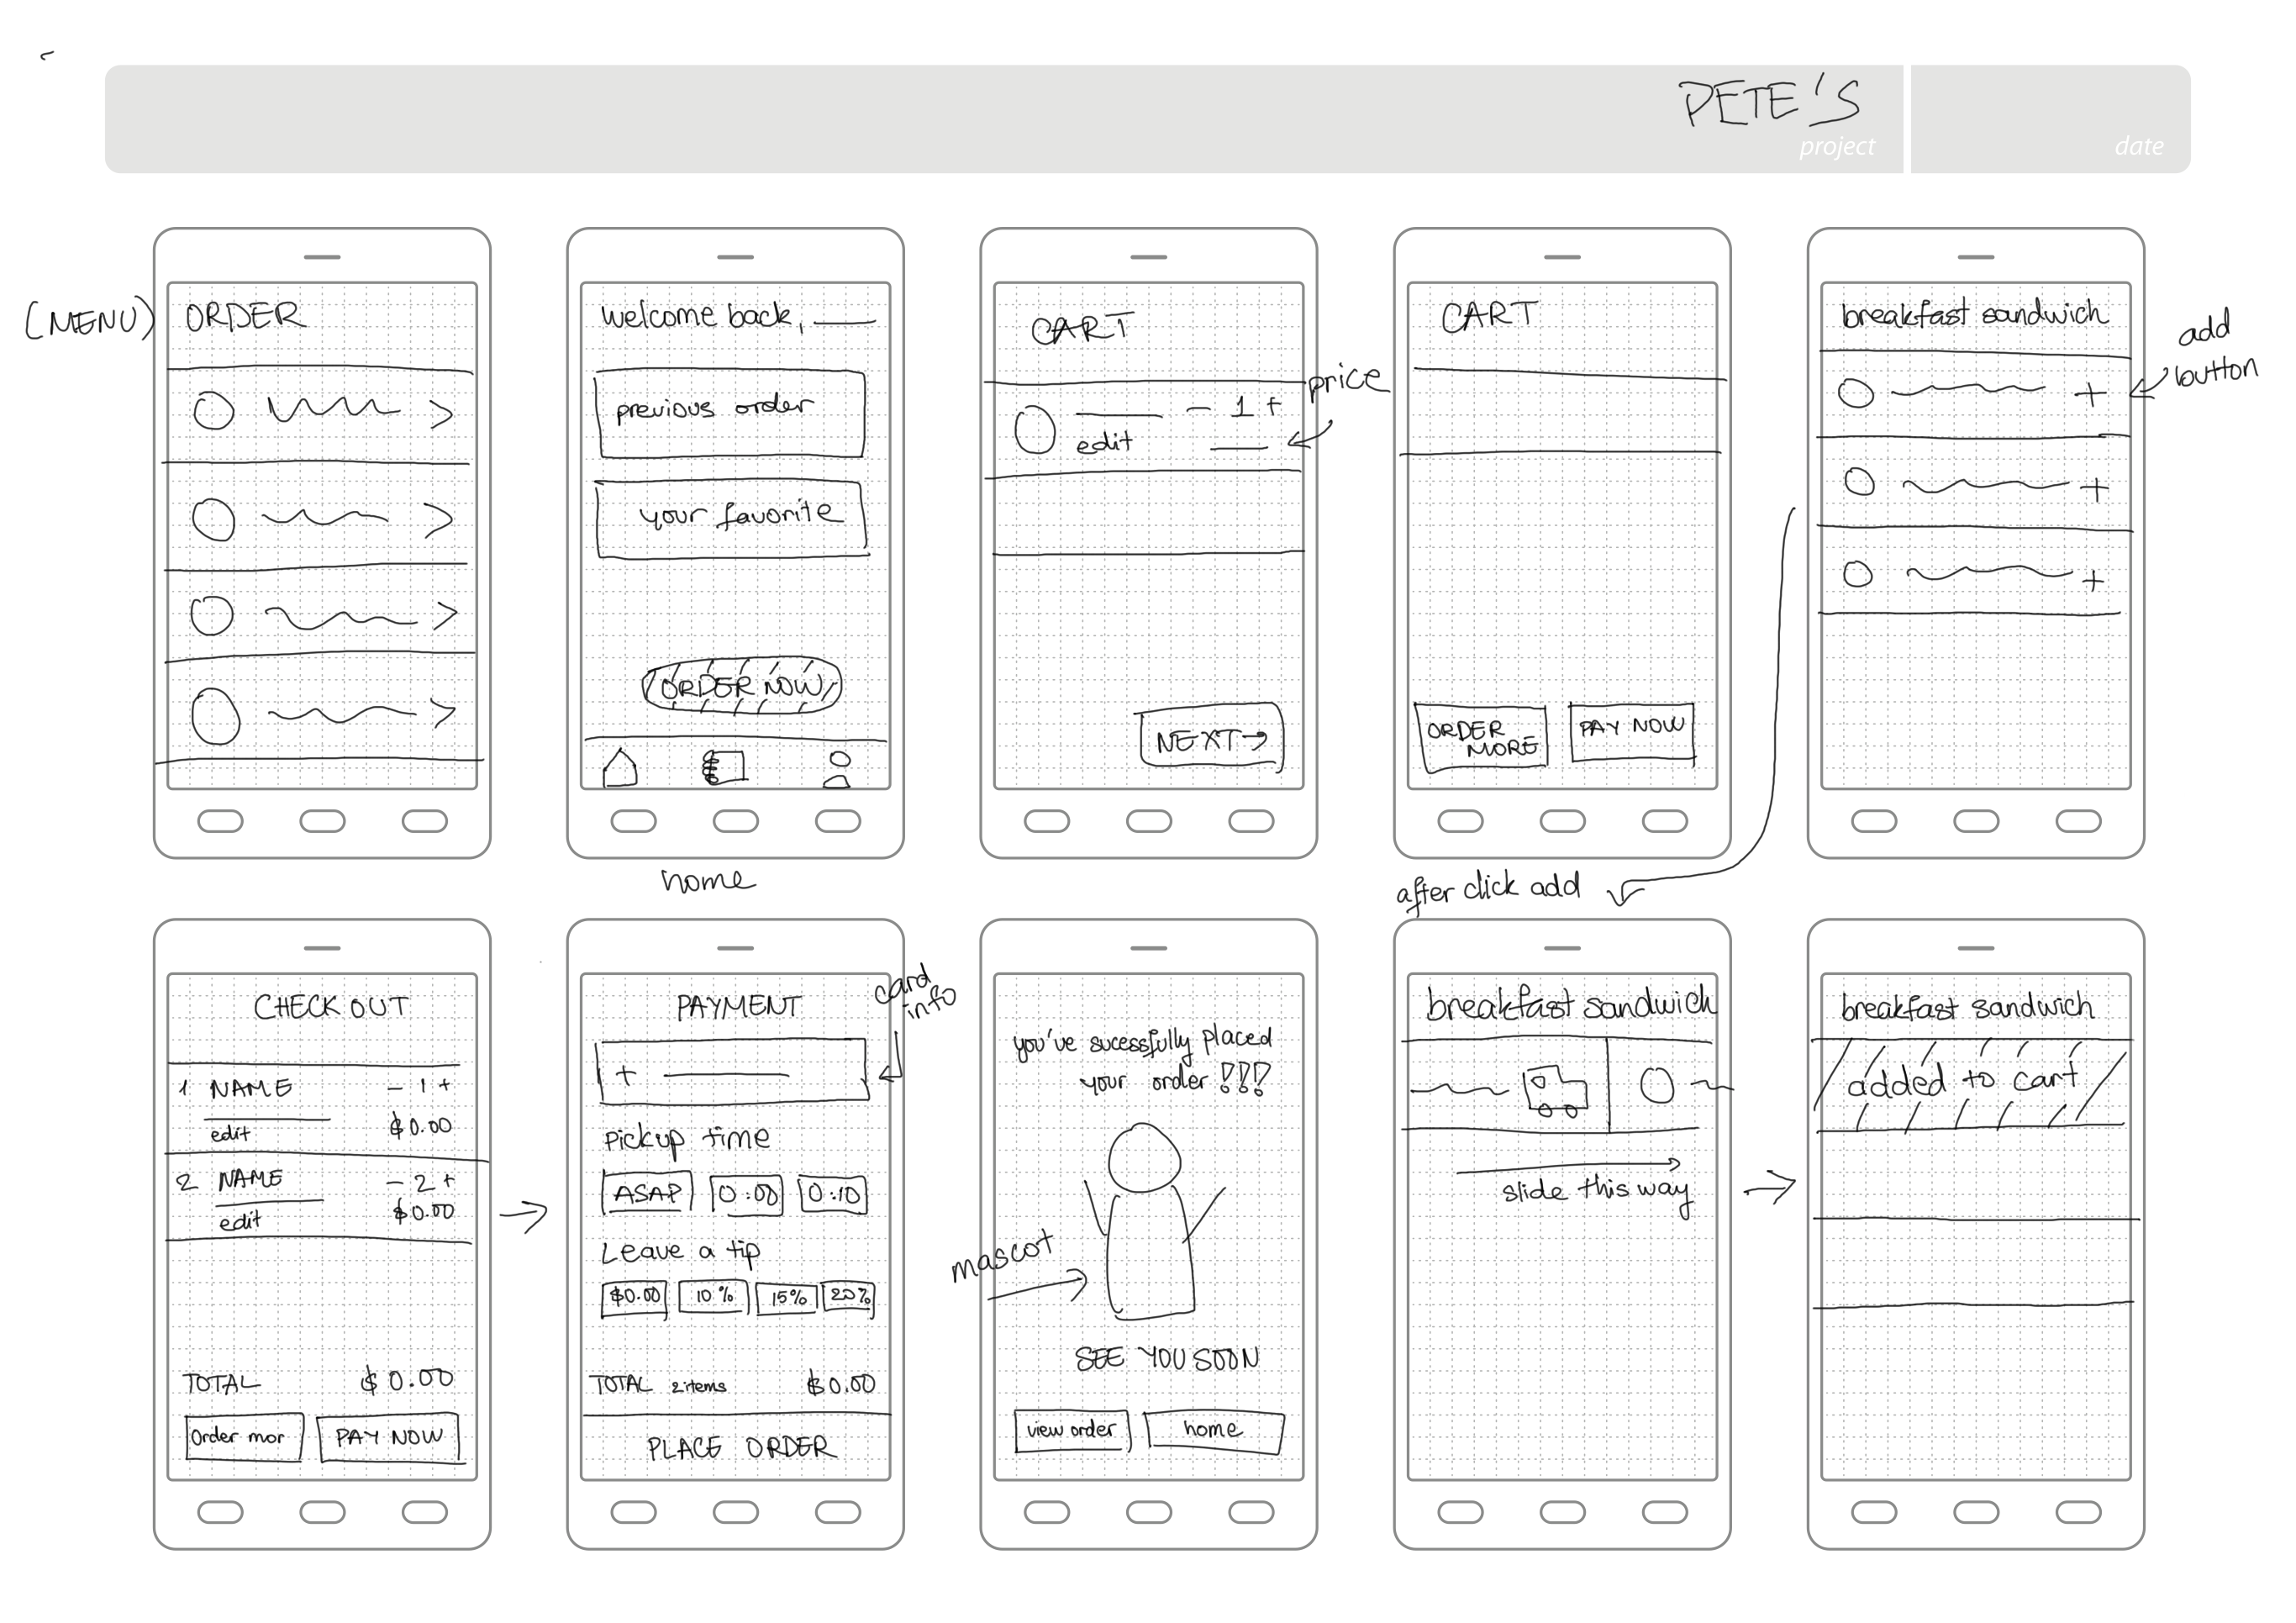 PETE'S
project
date
(MENU)
ORDER
welcome back,
previous order
your favorite
ORDER NOW
home
CART
- 1 +
edit
price
NEXT →
CART
ORDER
MORE
PAY NOW
breakfast sandwich
+
+
+
add
button
CHECK OUT
1 NAME - 1 +
edit $0.00
2 NAME - 2 +
edit $0.00
TOTAL $0.00
Order mor
PAY NOW
PAYMENT
card
info
+
Pickup time
ASAP 0:00 0:10
Leave a tip
$0.00 10% 15% 20%
TOTAL 2 items $0.00
PLACE ORDER
you've sucessfully placed
your order !!!
mascot
SEE YOU SOON
view order
home
after click add
breakfast sandwich
slide this way
breakfast sandwich
added to cart